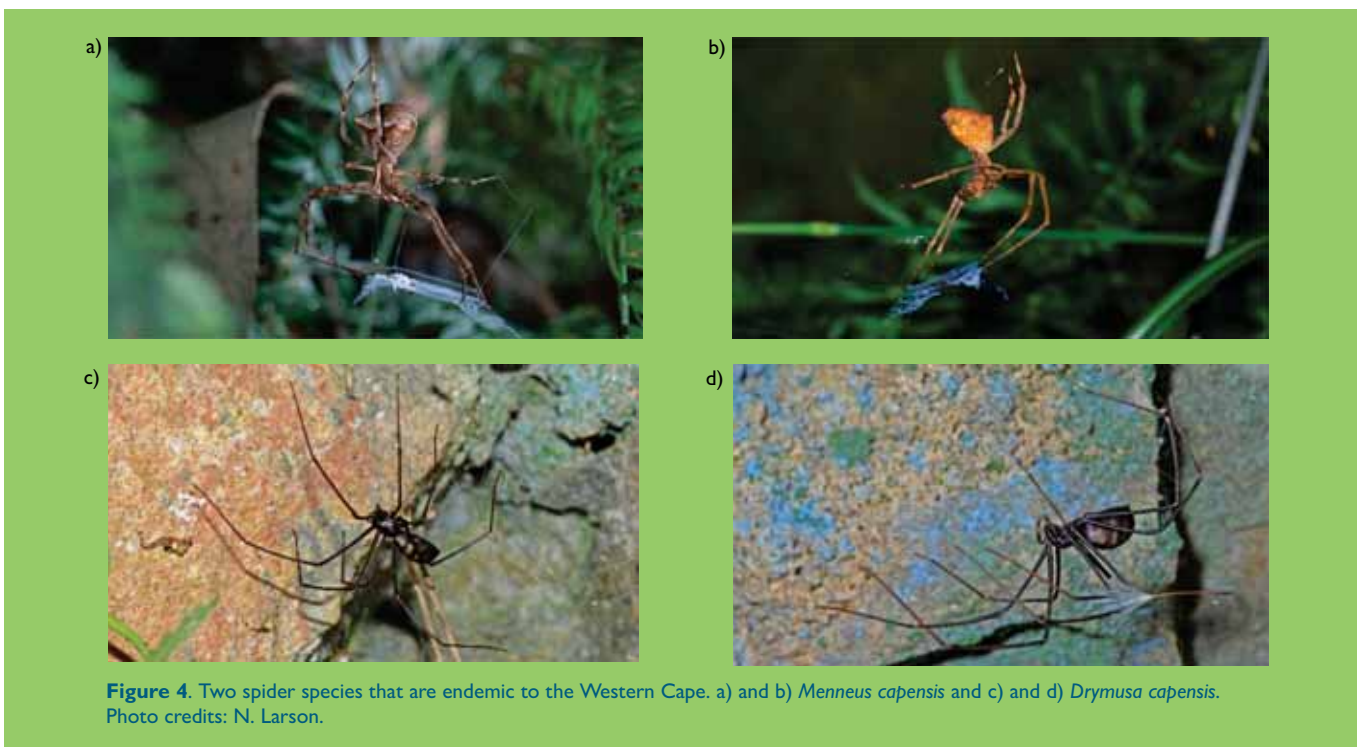 a)
b)
c)
d)
Figure 4. Two spider species that are endemic to the Western Cape. a) and b) Menneus capensis and c) and d) Drymusa capensis.
Photo credits: N. Larson.